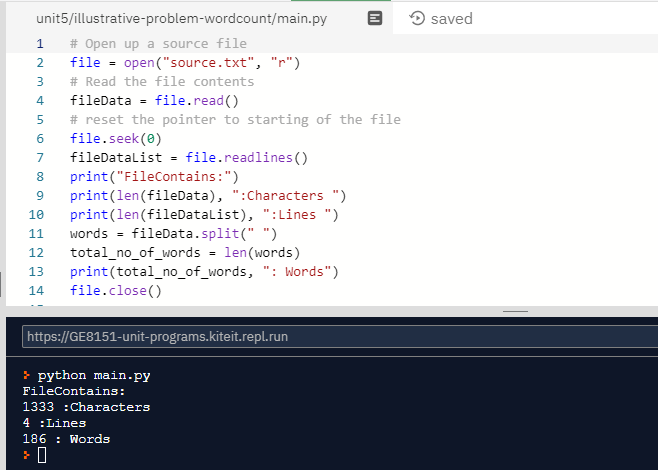 unit5/illustrative-problem-wordcount/main.py saved
1 # Open up a source file
2 file = open("source.txt", "r")
3 # Read the file contents
4 fileData = file.read()
5 # reset the pointer to starting of the file
6 file.seek(0)
7 fileDataList = file.readlines()
8 print("FileContains:")
9 print(len(fileData), ":Characters ")
10 print(len(fileDataList), ":Lines ")
11 words = fileData.split(" ")
12 total_no_of_words = len(words)
13 print(total_no_of_words, ": Words")
14 file.close()
https://GE8151-unit-programs.kiteit.repl.run
python main.py
FileContains:
1333 :Characters
4 :Lines
186 : Words